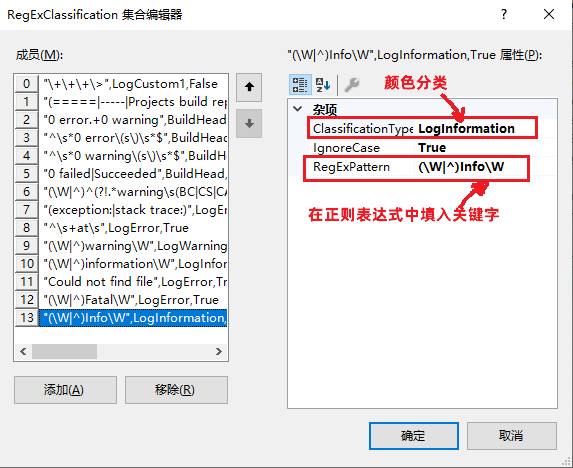 RegExClassification 集合编辑器
成员(M):
0 "\+\+\+\>",LogCustom1,False
1 "(=====|-----|Projects build rep
2 "0 error.+0 warning",BuildHead
3 "^\s*0 error\(s\)\s*$",BuildHead
4 "^\s*0 warning\(s\)\s*$",BuildH
5 "0 failed|Succeeded",BuildHead,
6 "(\W|^)^(?!.*warning\s(BC|CS|CA
7 "(exception:|stack trace:)",LogEr
8 "^\s+at\s",LogError,True
9 "(\W|^)warning\W",LogWarning
10 "(\W|^)information\W",LogInfor
11 "Could not find file",LogError,Tr
12 "(\W|^)Fatal\W",LogError,True
13 "(\W|^)Info\W",LogInformation,
添加(A)
移除(R)
"(\W|^)Info\W",LogInformation,True 属性(P):
颜色分类
杂项
ClassificationType LogInformation
IgnoreCase True
RegExPattern (\W|^)Info\W
在正则表达式中填入关键字
确定
取消